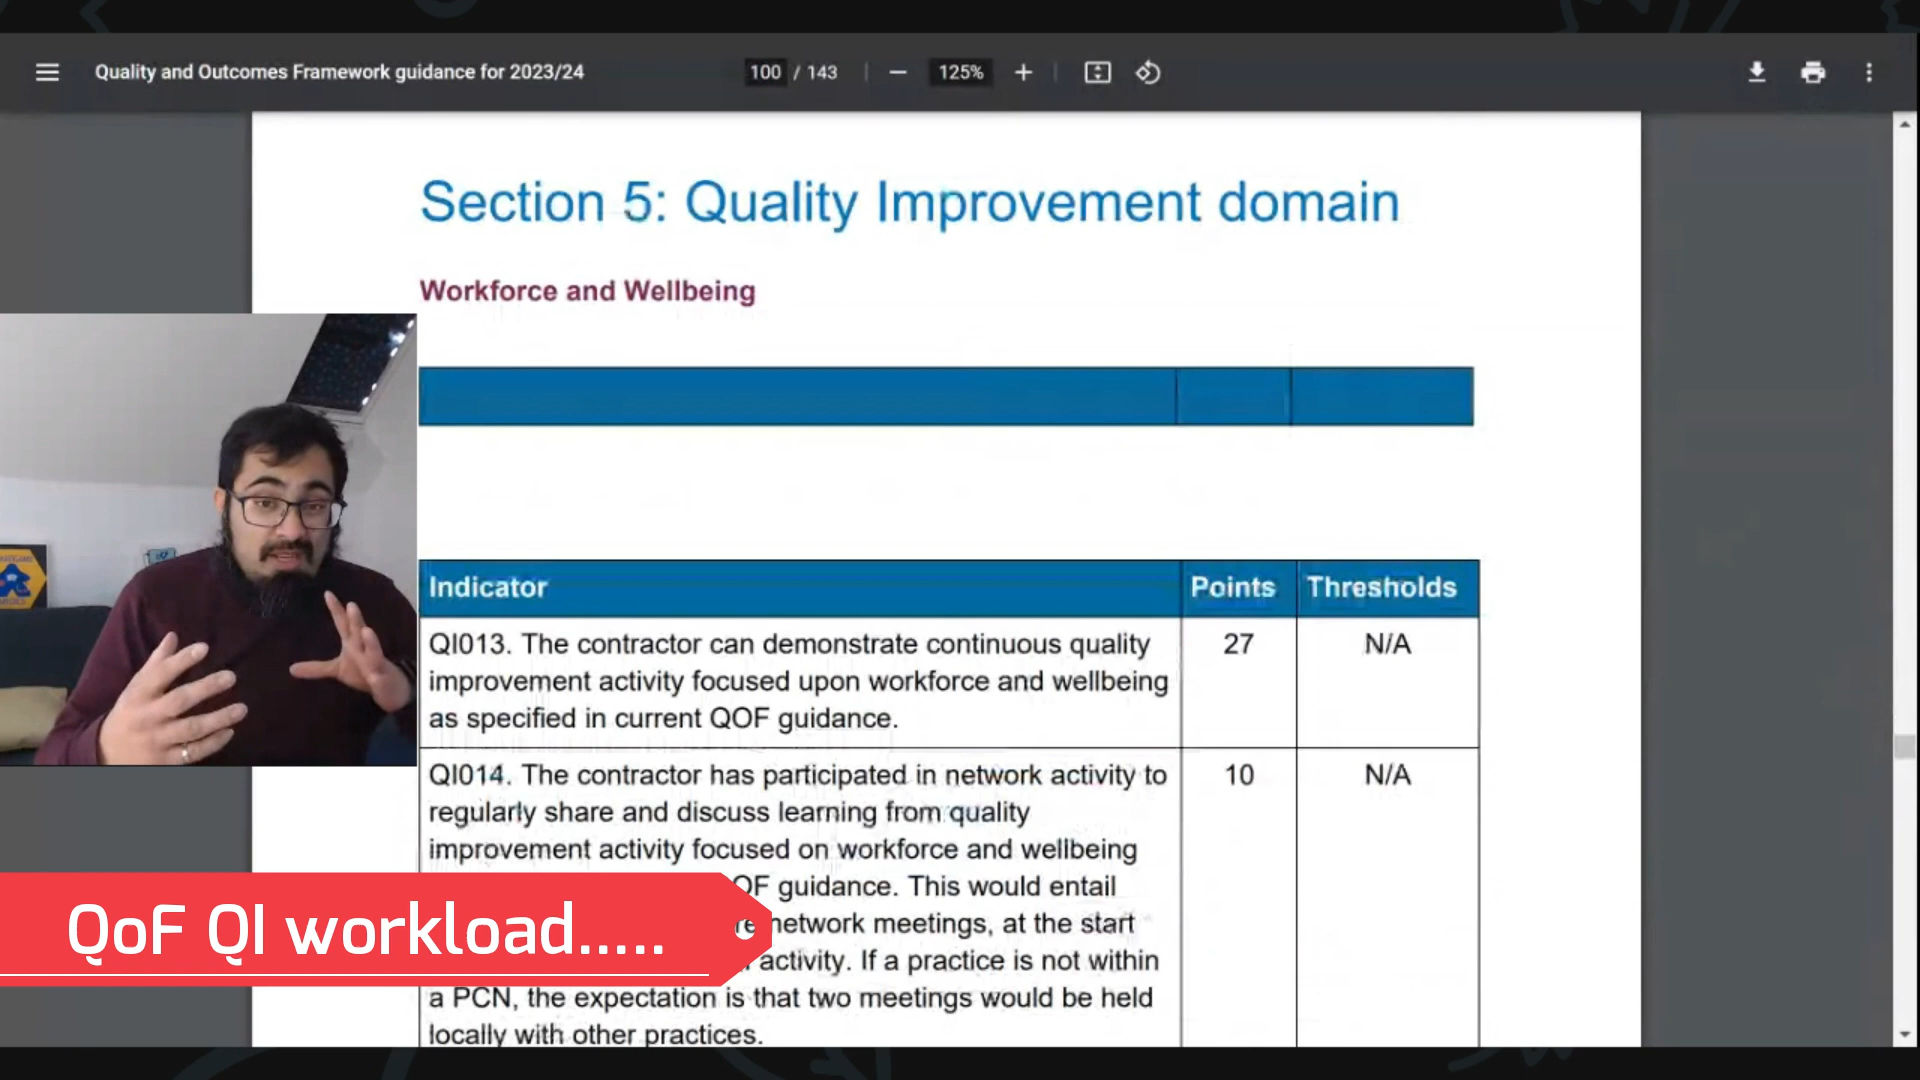 Quality and Outcomes Framework guidance for 2023/24
100 / 143
125%
Section 5: Quality Improvement domain
Workforce and Wellbeing
Indicator Points Thresholds
QI013. The contractor can demonstrate continuous quality 27 N/A
improvement activity focused upon workforce and wellbeing
as specified in current QOF guidance.
QI014. The contractor has participated in network activity to 10 N/A
regularly share and discuss learning from quality
improvement activity focused on workforce and wellbeing
QOF guidance. This would entail
network meetings, at the start
activity. If a practice is not within
a PCN, the expectation is that two meetings would be held
locally with other practices.
QoF QI workload.....